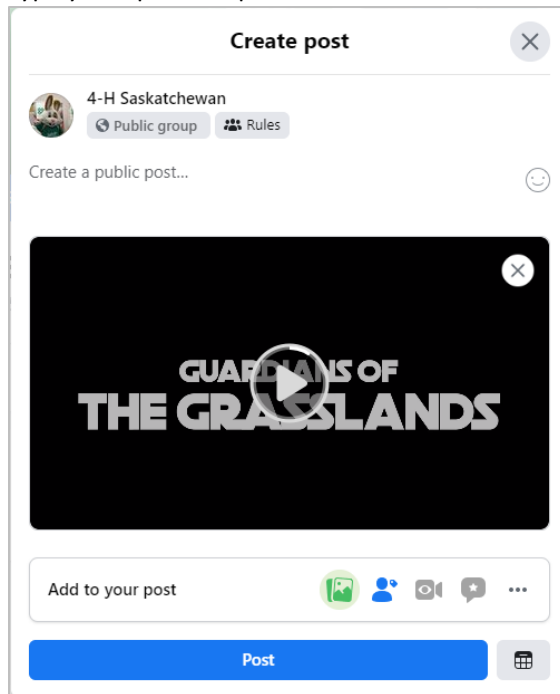 Create post
4-H Saskatchewan
Public group Rules
Create a public post...
GUARDIANS OF
THE GRASSLANDS
Add to your post
Post